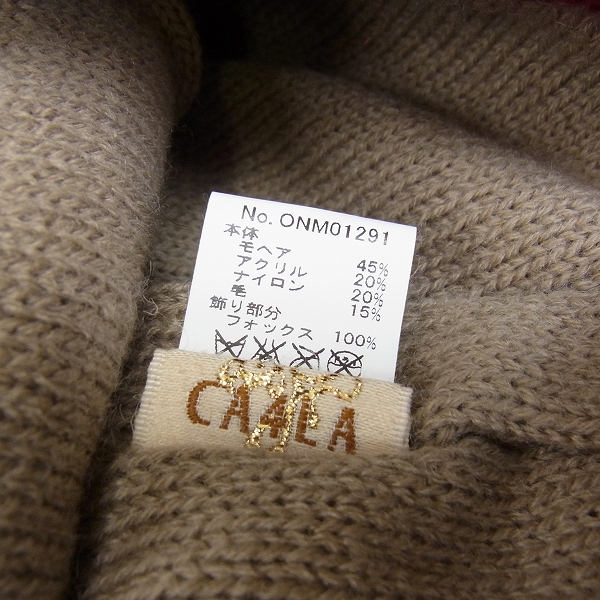 No. ONM01291
本体
モヘア 45%
アクリル 20%
ナイロン 20%
毛 15%
飾り部分
フォックス 100%
CA4LA